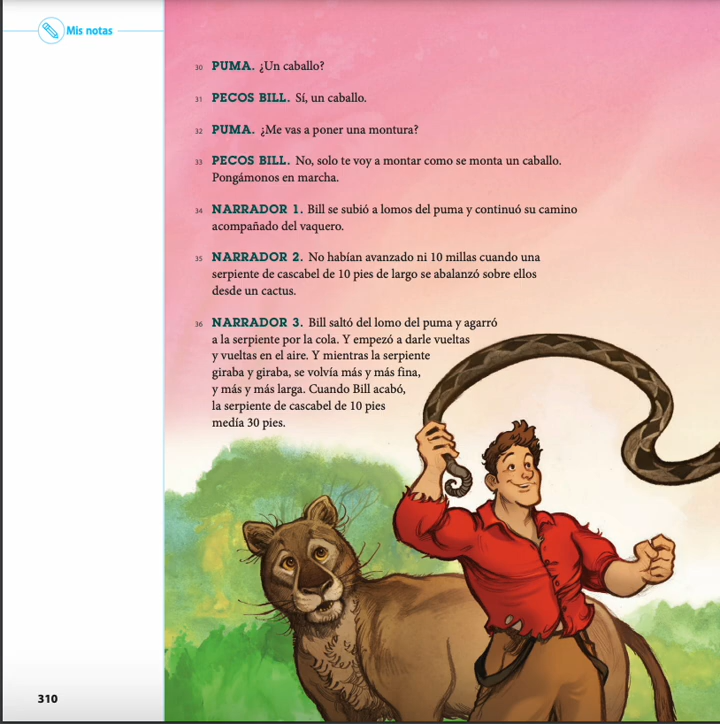 Mis notas
30 PUMA. ¿Un caballo?
31 PECOS BILL. Sí, un caballo.
32 PUMA. ¿Me vas a poner una montura?
33 PECOS BILL. No, solo te voy a montar como se monta un caballo.
Pongámonos en marcha.
34 NARRADOR 1. Bill se subió a lomos del puma y continuó su camino
acompañado del vaquero.
35 NARRADOR 2. No habían avanzado ni 10 millas cuando una
serpiente de cascabel de 10 pies de largo se abalanzó sobre ellos
desde un cactus.
36 NARRADOR 3. Bill saltó del lomo del puma y agarró
a la serpiente por la cola. Y empezó a darle vueltas
y vueltas en el aire. Y mientras la serpiente
giraba y giraba, se volvía más y más fina,
y más y más larga. Cuando Bill acabó,
la serpiente de cascabel de 10 pies
medía 30 pies.
310